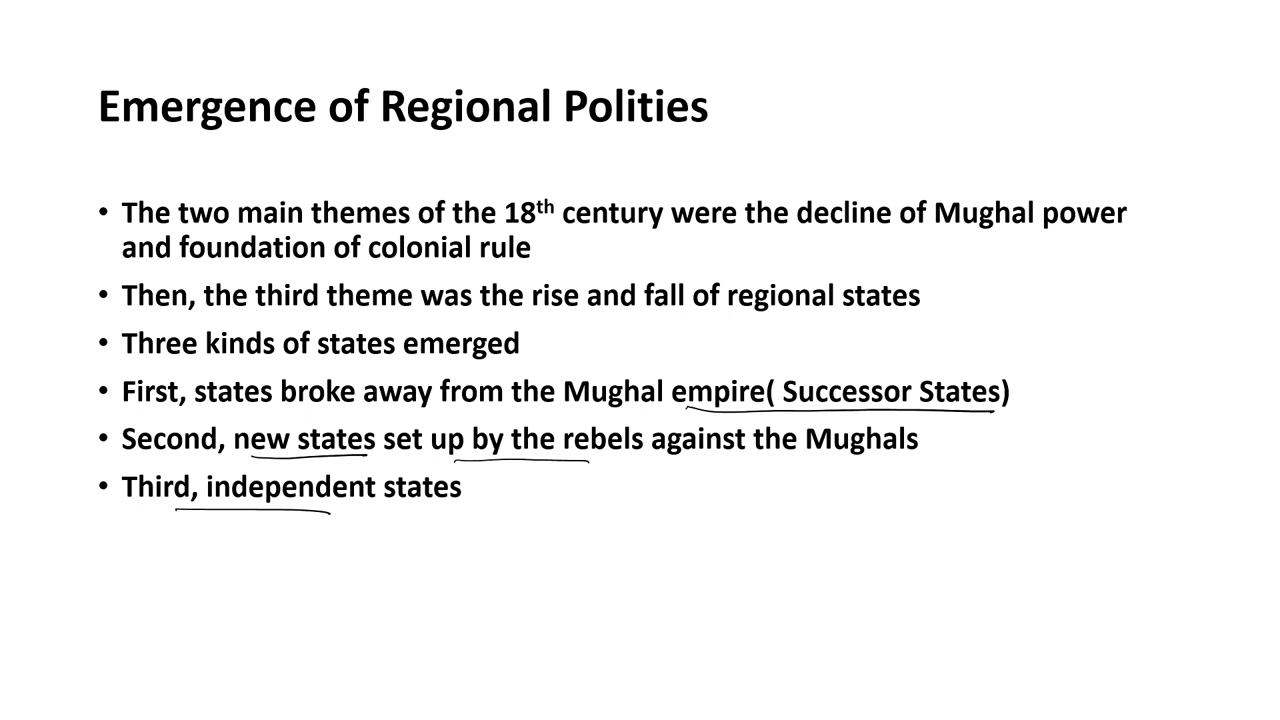 Emergence of Regional Polities
• The two main themes of the 18th century were the decline of Mughal power
and foundation of colonial rule
• Then, the third theme was the rise and fall of regional states
• Three kinds of states emerged
• First, states broke away from the Mughal empire( Successor States)
• Second, new states set up by the rebels against the Mughals
• Third, independent states